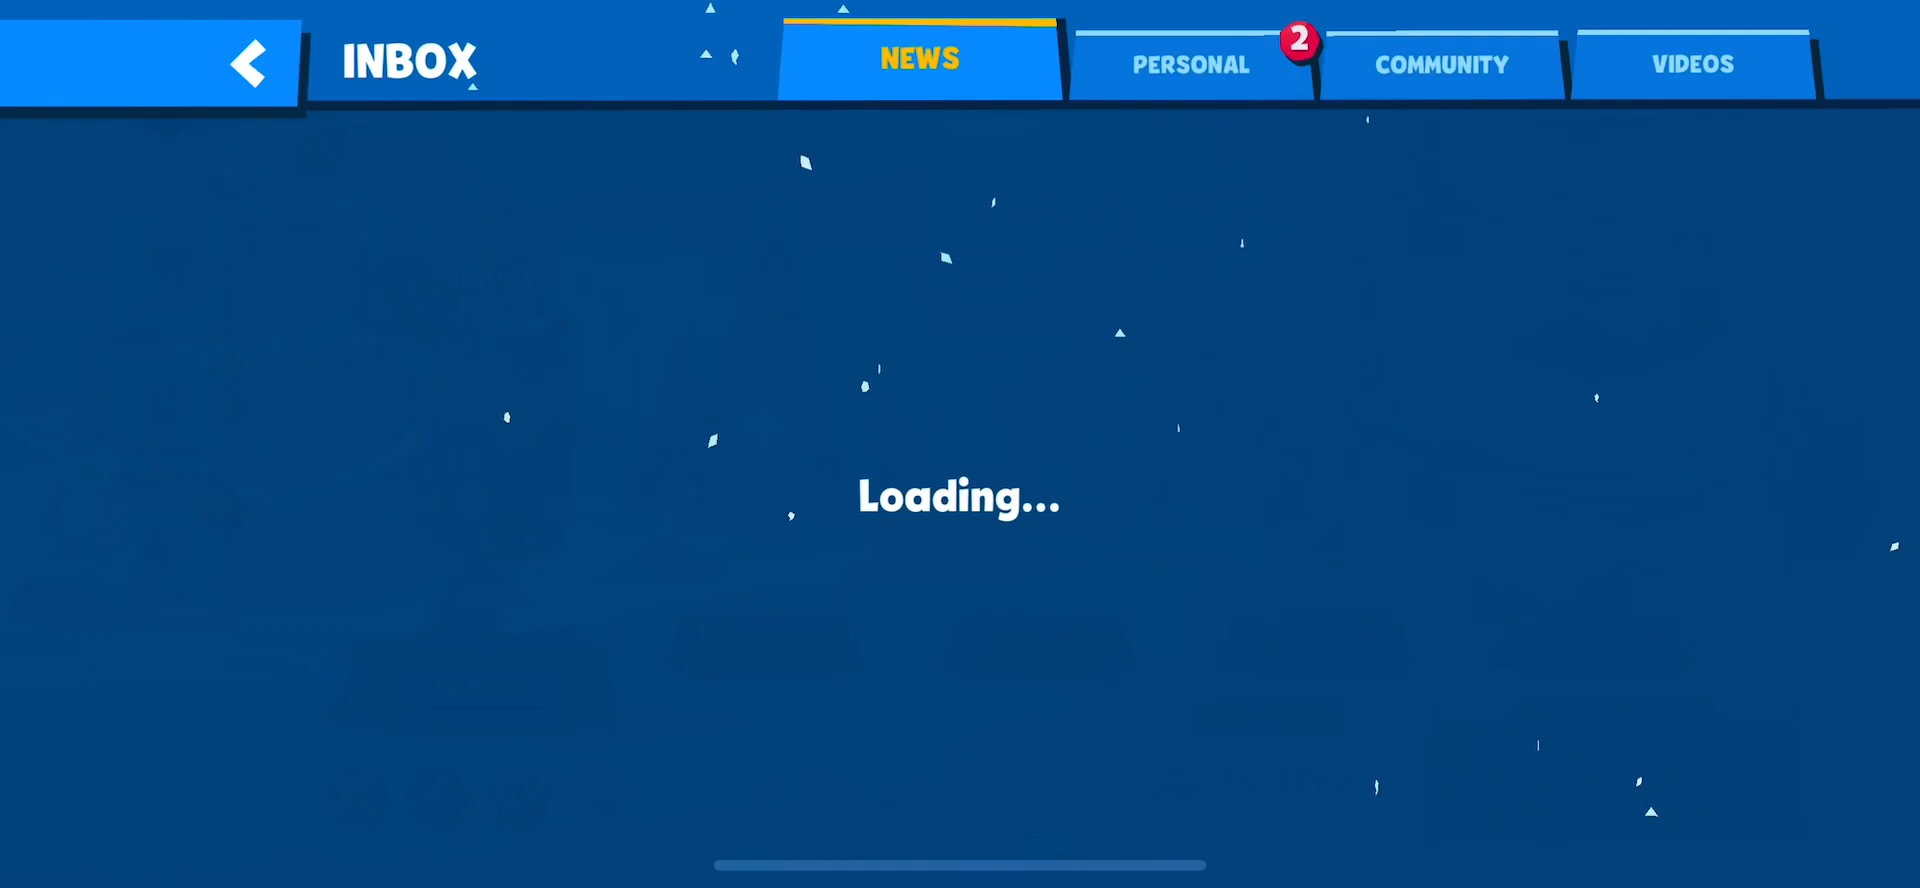 INBOX
NEWS
PERSONAL
2
COMMUNITY
VIDEOS
Loading...